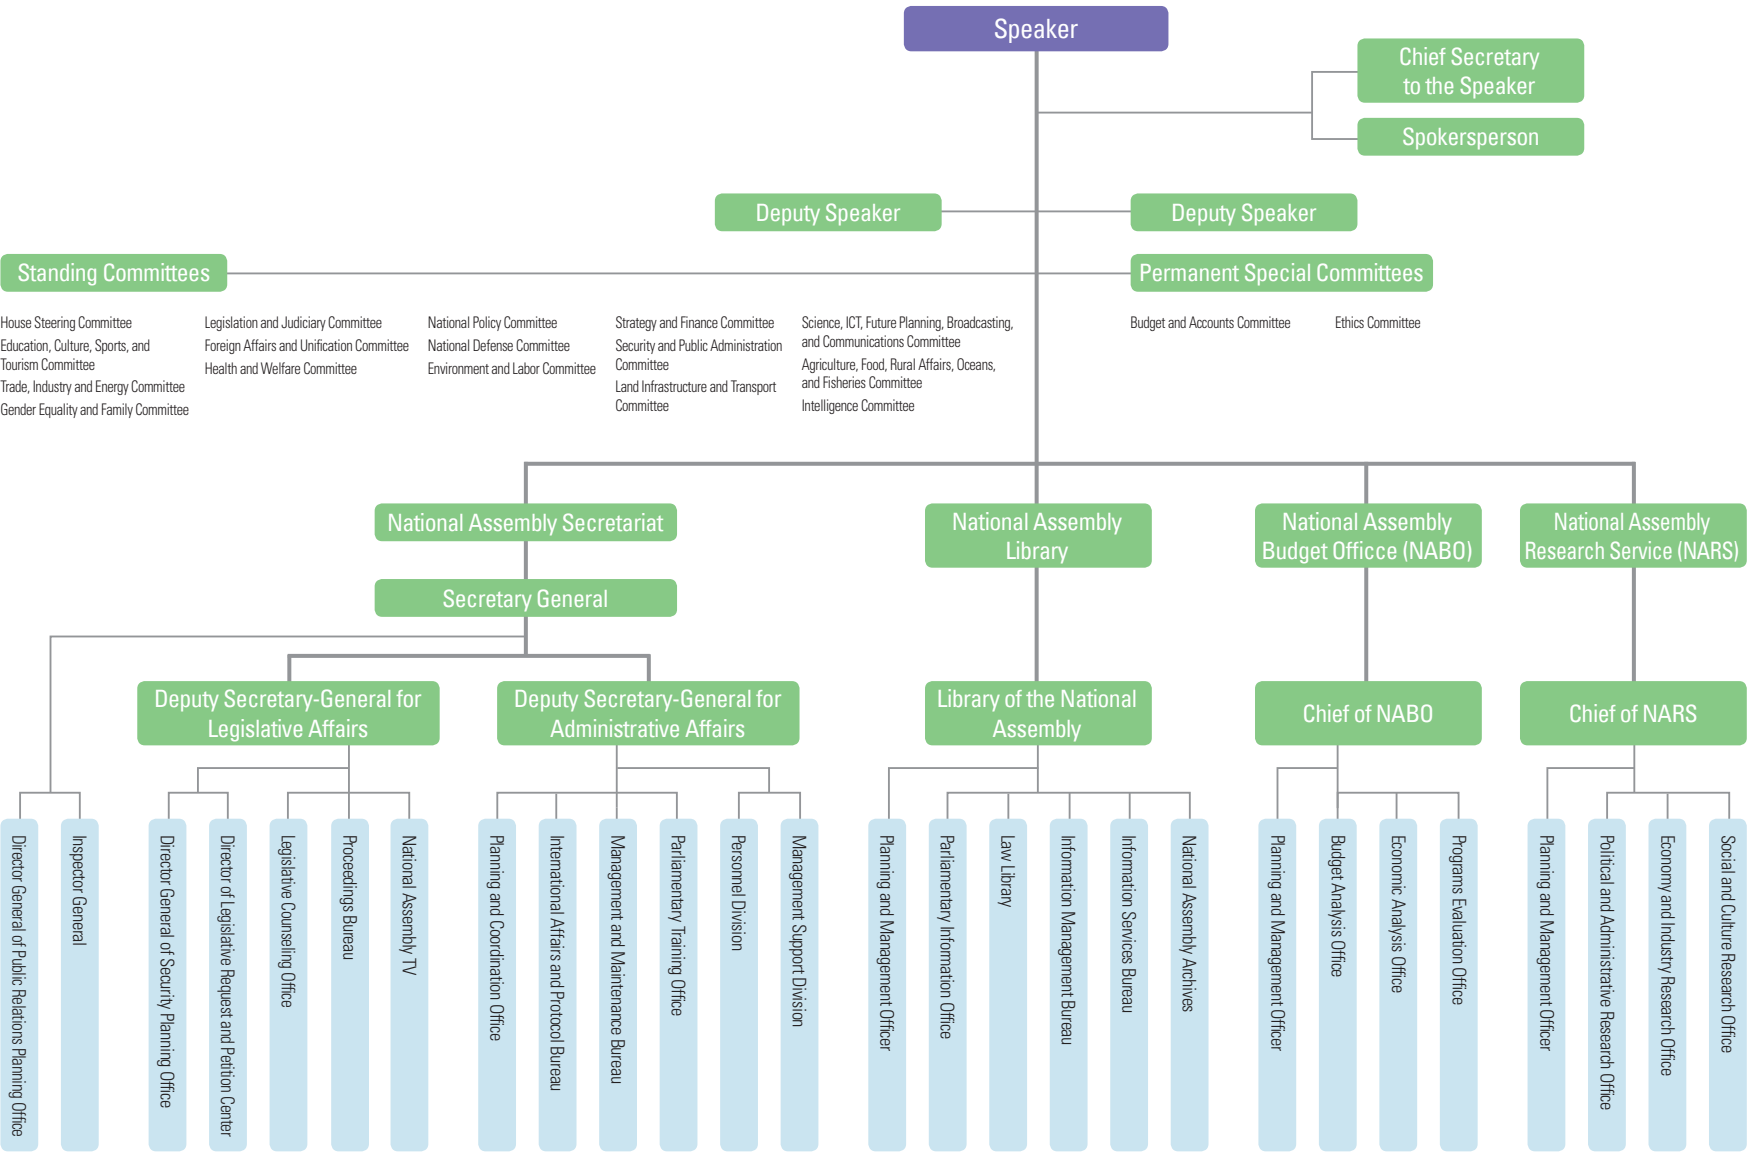 Speaker
Chief Secretary
to the Speaker
Spokersperson
Deputy Speaker
Deputy Speaker
Standing Committees
Permanent Special Committees
House Steering Committee
Education, Culture, Sports, and
Tourism Committee
Trade, Industry and Energy Committee
Gender Equality and Family Committee
Legislation and Judiciary Committee
Foreign Affairs and Unification Committee
Health and Welfare Committee
National Policy Committee
National Defense Committee
Environment and Labor Committee
Strategy and Finance Committee
Security and Public Administration
Committee
Land Infrastructure and Transport
Committee
Science, ICT, Future Planning, Broadcasting,
and Communications Committee
Agriculture, Food, Rural Affairs, Oceans,
and Fisheries Committee
Intelligence Committee
Budget and Accounts Committee
Ethics Committee
National Assembly Secretariat
National Assembly
Library
National Assembly
Budget Officce (NABO)
National Assembly
Research Service (NARS)
Secretary General
Deputy Secretary-General for
Legislative Affairs
Deputy Secretary-General for
Administrative Affairs
Library of the National
Assembly
Chief of NABO
Chief of NARS
Director General of Public Relations Planning Office
Inspector General
Director General of Security Planning Office
Director of Legislative Request and Petition Center
Legislative Counseling Office
Proceedings Bureau
National Assembly TV
Planning and Coordination Office
International Affairs and Protocol Bureau
Management and Maintenance Bureau
Parliamentary Training Office
Personnel Division
Management Support Division
Planning and Management Officer
Parliamentary Information Office
Law Library
Information Management Bureau
Information Services Bureau
National Assembly Archives
Planning and Management Officer
Budget Analysis Office
Economic Analysis Office
Programs Evaluation Office
Planning and Management Officer
Political and Administrative Research Office
Economy and Industry Research Office
Social and Culture Research Office